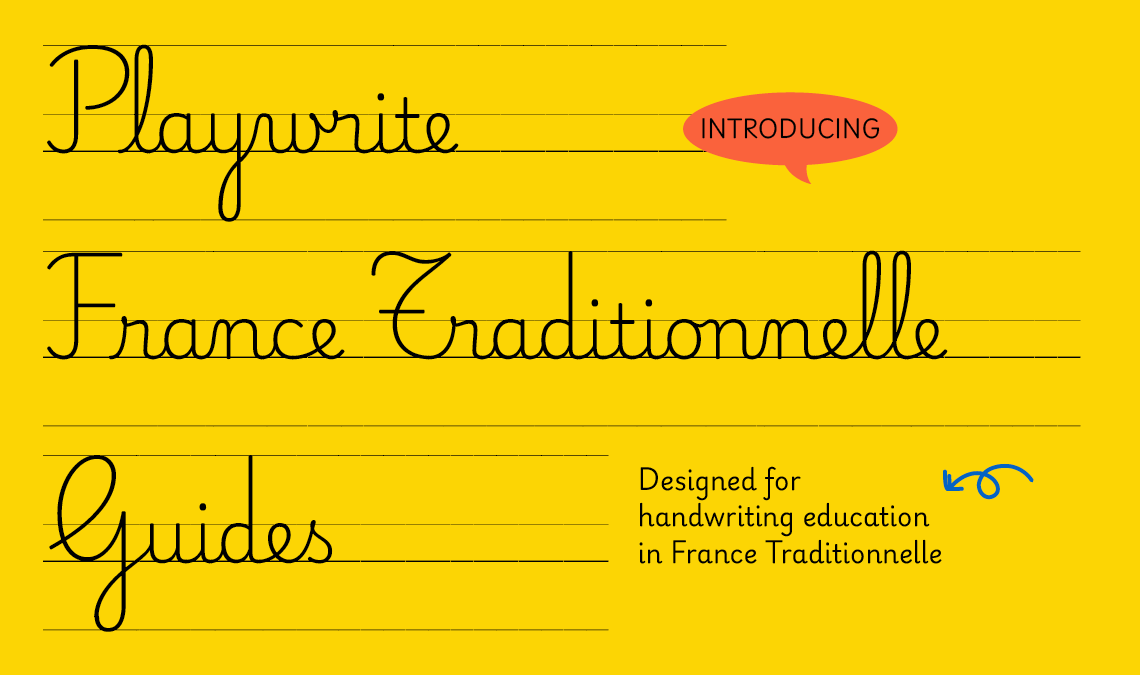 Playwrite
INTRODUCING
France Traditionnelle
Guides
Designed for
handwriting education
in France Traditionnelle